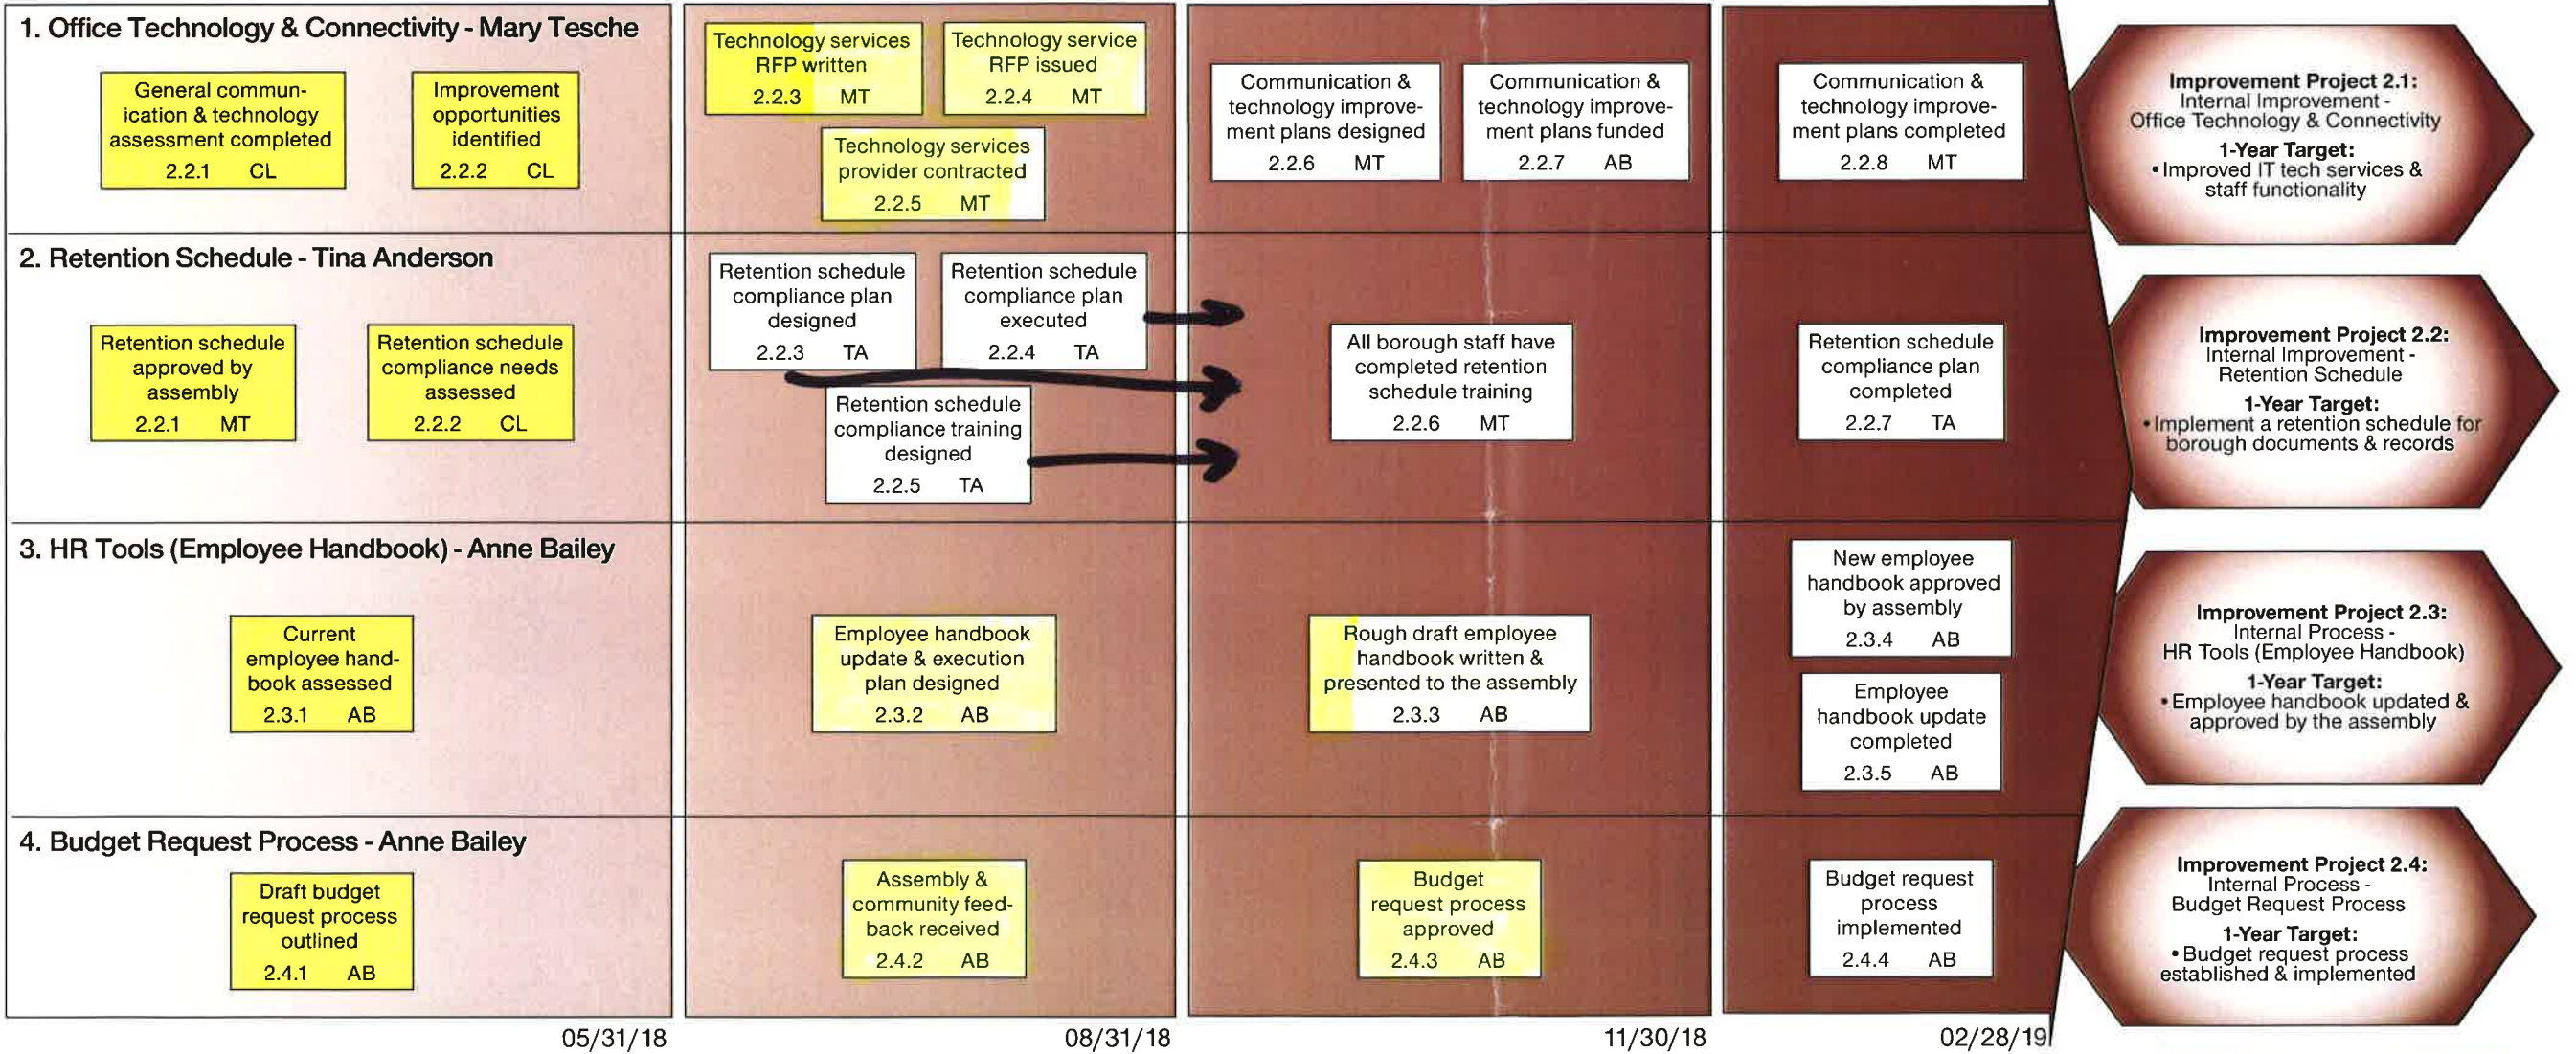 1. Office Technology & Connectivity - Mary Tesche
General commun-
ication & technology
assessment completed
2.2.1 CL
Improvement
opportunities
identified
2.2.2 CL
Technology services
RFP written
2.2.3 MT
Technology service
RFP issued
2.2.4 MT
Technology services
provider contracted
2.2.5 MT
Communication &
technology improve-
ment plans designed
2.2.6 MT
Communication &
technology improve-
ment plans funded
2.2.7 AB
Communication &
technology improve-
ment plans completed
2.2.8 MT
Improvement Project 2.1:
Internal Improvement -
Office Technology & Connectivity
1-Year Target:
• Improved IT tech services &
staff functionality
2. Retention Schedule - Tina Anderson
Retention schedule
approved by
assembly
2.2.1 MT
Retention schedule
compliance needs
assessed
2.2.2 CL
Retention schedule
compliance plan
designed
2.2.3 TA
Retention schedule
compliance plan
executed
2.2.4 TA
Retention schedule
compliance training
designed
2.2.5 TA
All borough staff have
completed retention
schedule training
2.2.6 MT
Retention schedule
compliance plan
completed
2.2.7 TA
Improvement Project 2.2:
Internal Improvement -
Retention Schedule
1-Year Target:
• Implement a retention schedule for
borough documents & records
3. HR Tools (Employee Handbook) - Anne Bailey
Current
employee hand-
book assessed
2.3.1 AB
Employee handbook
update & execution
plan designed
2.3.2 AB
Rough draft employee
handbook written &
presented to the assembly
2.3.3 AB
New employee
handbook approved
by assembly
2.3.4 AB
Employee
handbook update
completed
2.3.5 AB
Improvement Project 2.3:
Internal Process -
HR Tools (Employee Handbook)
1-Year Target:
• Employee handbook updated &
approved by the assembly
4. Budget Request Process - Anne Bailey
Draft budget
request process
outlined
2.4.1 AB
Assembly &
community feed-
back received
2.4.2 AB
Budget
request process
approved
2.4.3 AB
Budget request
process
implemented
2.4.4 AB
Improvement Project 2.4:
Internal Process -
Budget Request Process
1-Year Target:
• Budget request process
established & implemented
05/31/18
08/31/18
11/30/18
02/28/19